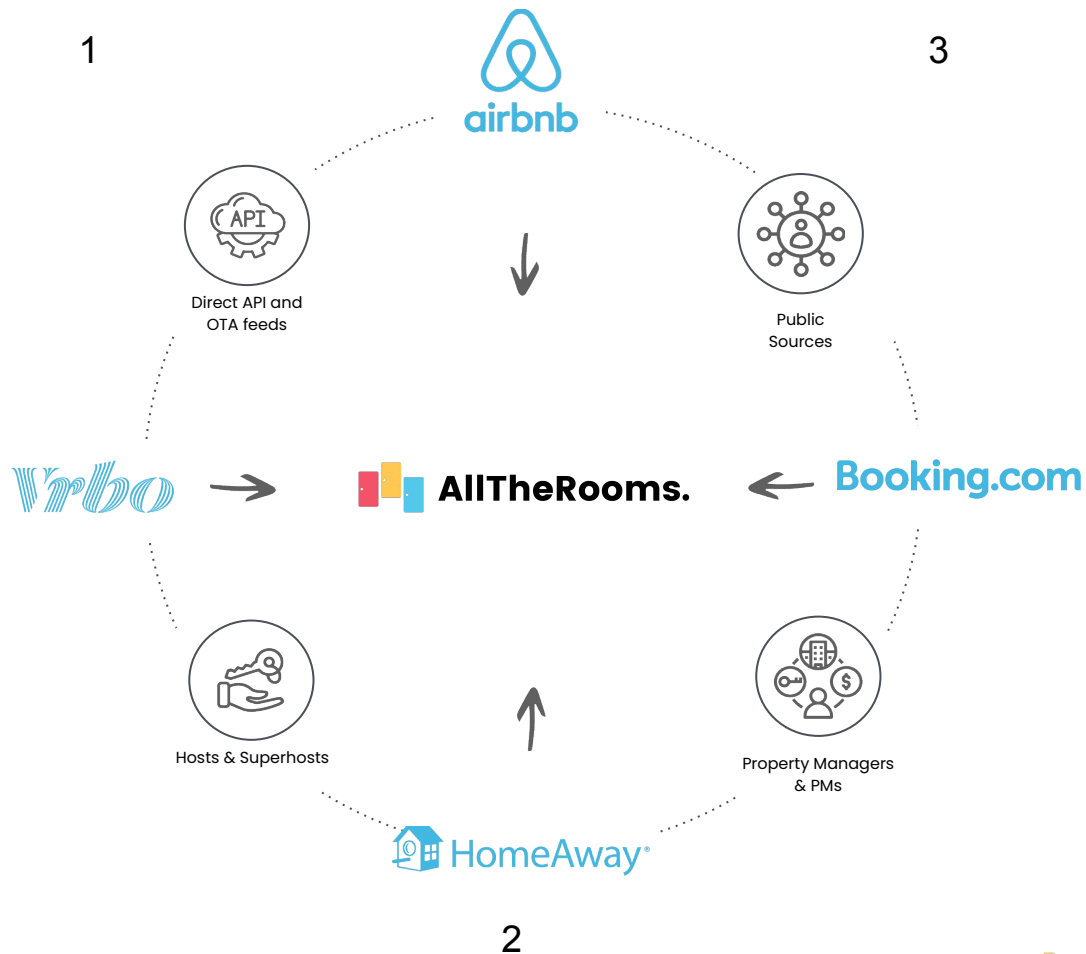 1
3
airbnb
API
Direct API and
OTA feeds
Public
Sources
Vrbo
AllTheRooms.
Booking.com
$
Hosts & Superhosts
Property Managers
& PMs
HomeAway®
2